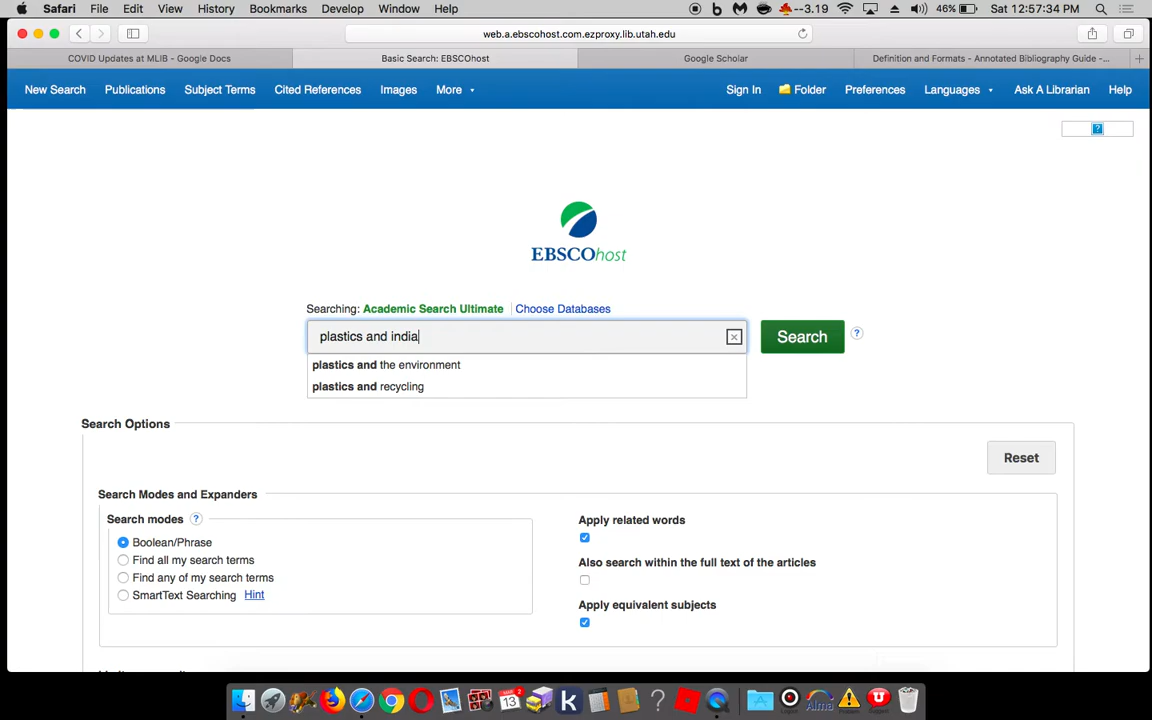 Safari File Edit View History Bookmarks Develop Window Help --3.19 46% Sat 12:57:34 PM
web.a.ebscohost.com.ezproxy.lib.utah.edu
COVID Updates at MLIB - Google Docs Basic Search: EBSCOhost Google Scholar Definition and Formats - Annotated Bibliography Guide -...
New Search Publications Subject Terms Cited References Images More Sign In Folder Preferences Languages Ask A Librarian Help
?
EBSCOhost
Searching: Academic Search Ultimate Choose Databases
plastics and india Search ?
plastics and the environment
plastics and recycling
Search Options
Reset
Search Modes and Expanders
Search modes ?
Boolean/Phrase
Find all my search terms
Find any of my search terms
SmartText Searching Hint
Apply related words
Also search within the full text of the articles
Apply equivalent subjects
13
Alma